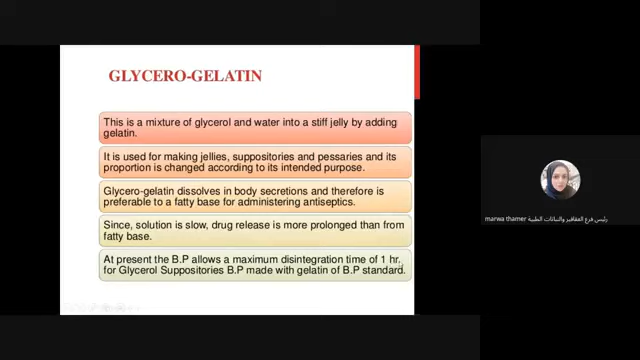 GLYCERO-GELATIN
This is a mixture of glycerol and water into a stiff jelly by adding
gelatin.
It is used for making jellies, suppositories and pessaries and its
proportion is changed according to its intended purpose.
Glycero-gelatin dissolves in body secretions and therefore is
preferable to a fatty base for administering antiseptics.
Since, solution is slow, drug release is more prolonged than from
fatty base.
At present the B.P allows a maximum disintegration time of 1 hr.
for Glycerol Suppositories B.P made with gelatin of B.P standard.
marwa thamer رئيس فرع العقاقير والنباتات الطبية